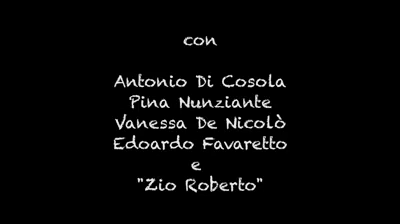 con
Antonio Di Cosola
Pina Nunziante
Vanessa De Nicolò
Edoardo Favaretto
e
"Zio Roberto"